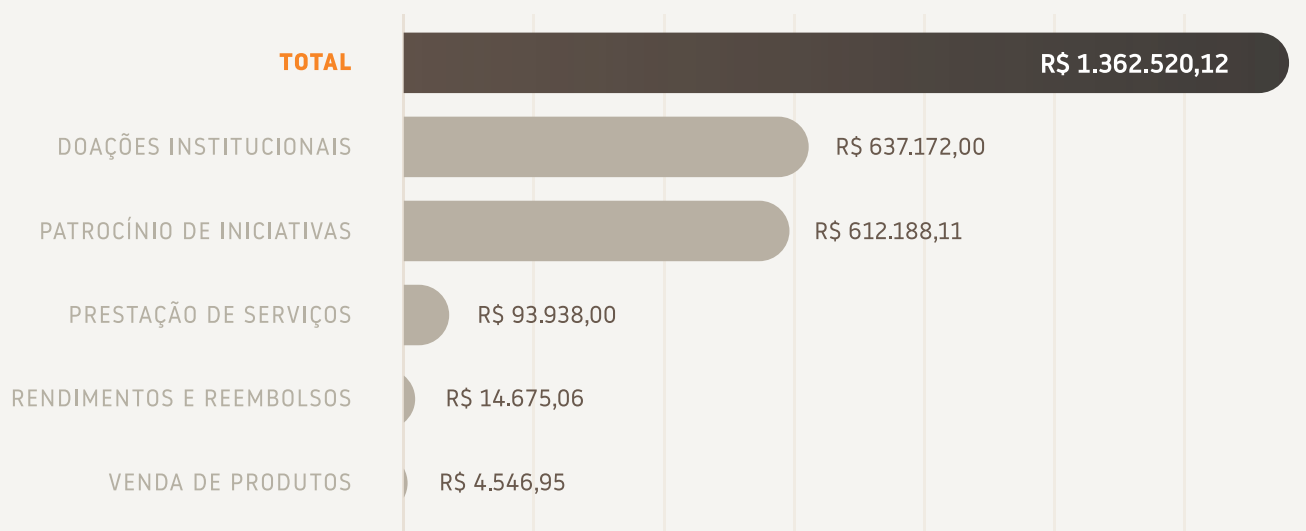 TOTAL R$ 1.362.520,12
DOAÇÕES INSTITUCIONAIS R$ 637.172,00
PATROCÍNIO DE INICIATIVAS R$ 612.188,11
PRESTAÇÃO DE SERVIÇOS R$ 93.938,00
RENDIMENTOS E REEMBOLSOS R$ 14.675,06
VENDA DE PRODUTOS R$ 4.546,95